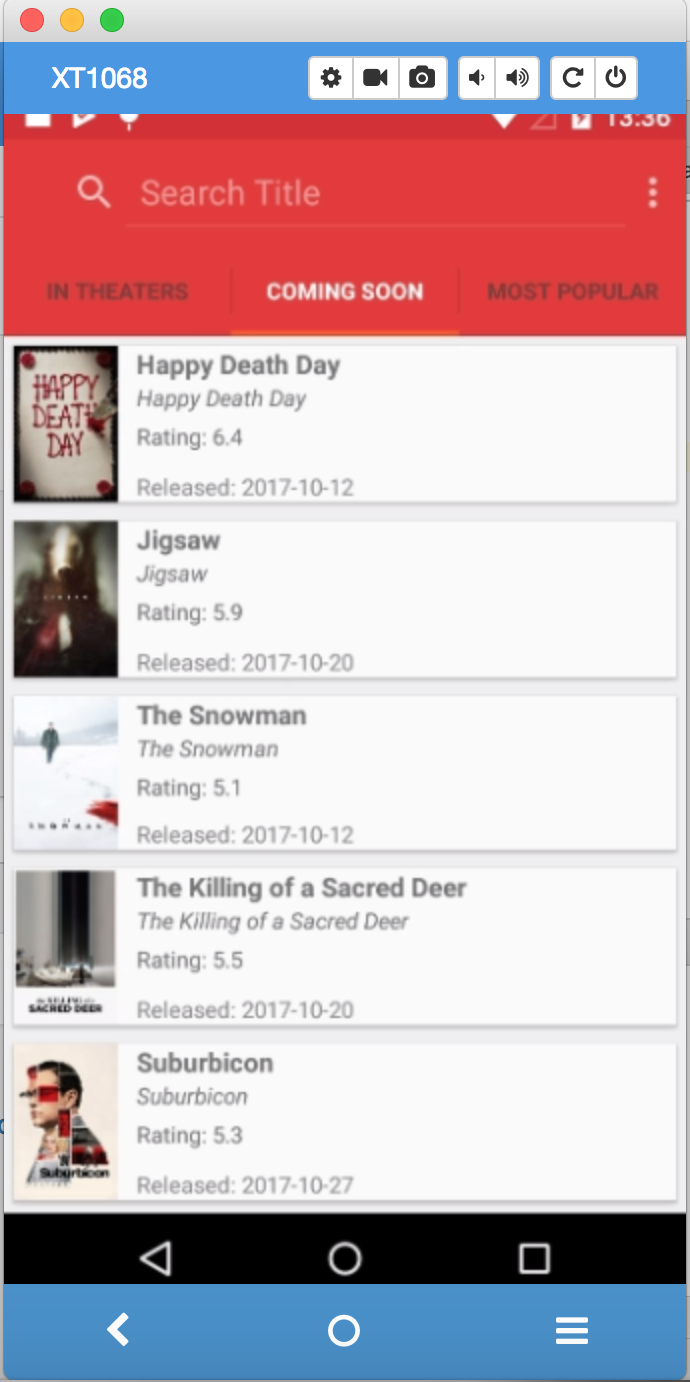 XT1068
13:36
Search Title
IN THEATERS
COMING SOON
MOST POPULAR
HAPPY
DEATH
DAY
Happy Death Day
Happy Death Day
Rating: 6.4
Released: 2017-10-12
Jigsaw
Jigsaw
Rating: 5.9
Released: 2017-10-20
SNOWMAN
The Snowman
The Snowman
Rating: 5.1
Released: 2017-10-12
SACRED DEER
The Killing of a Sacred Deer
The Killing of a Sacred Deer
Rating: 5.5
Released: 2017-10-20
Suburbicon
Suburbicon
Suburbicon
Rating: 5.3
Released: 2017-10-27